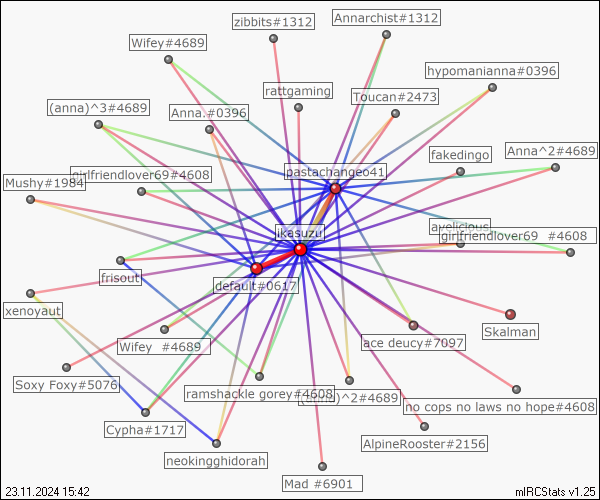 zibbits#1312
Annarchist#1312
Wifey#4689
hypomanianna#0396
rattgaming
Toucan#2473
(anna)^3#4689
Anna.#0396
fakedingo
Anna^2#4689
pastachangeo41
girlfriendlover69#4608
Mushy#1984
ikasuzu
ayelicious
girlfriendlover69 #4608
frisout
default#0617
xenoyaut
Skalman
Wifey #4689
ace deucy#7097
Soxy Foxy#5076
ramshackle gorey#4608
^2#4689
no cops no laws no hope#4608
Cypha#1717
AlpineRooster#2156
neokingghidorah
Mad #6901
23.11.2024 15:42
mIRCStats v1.25